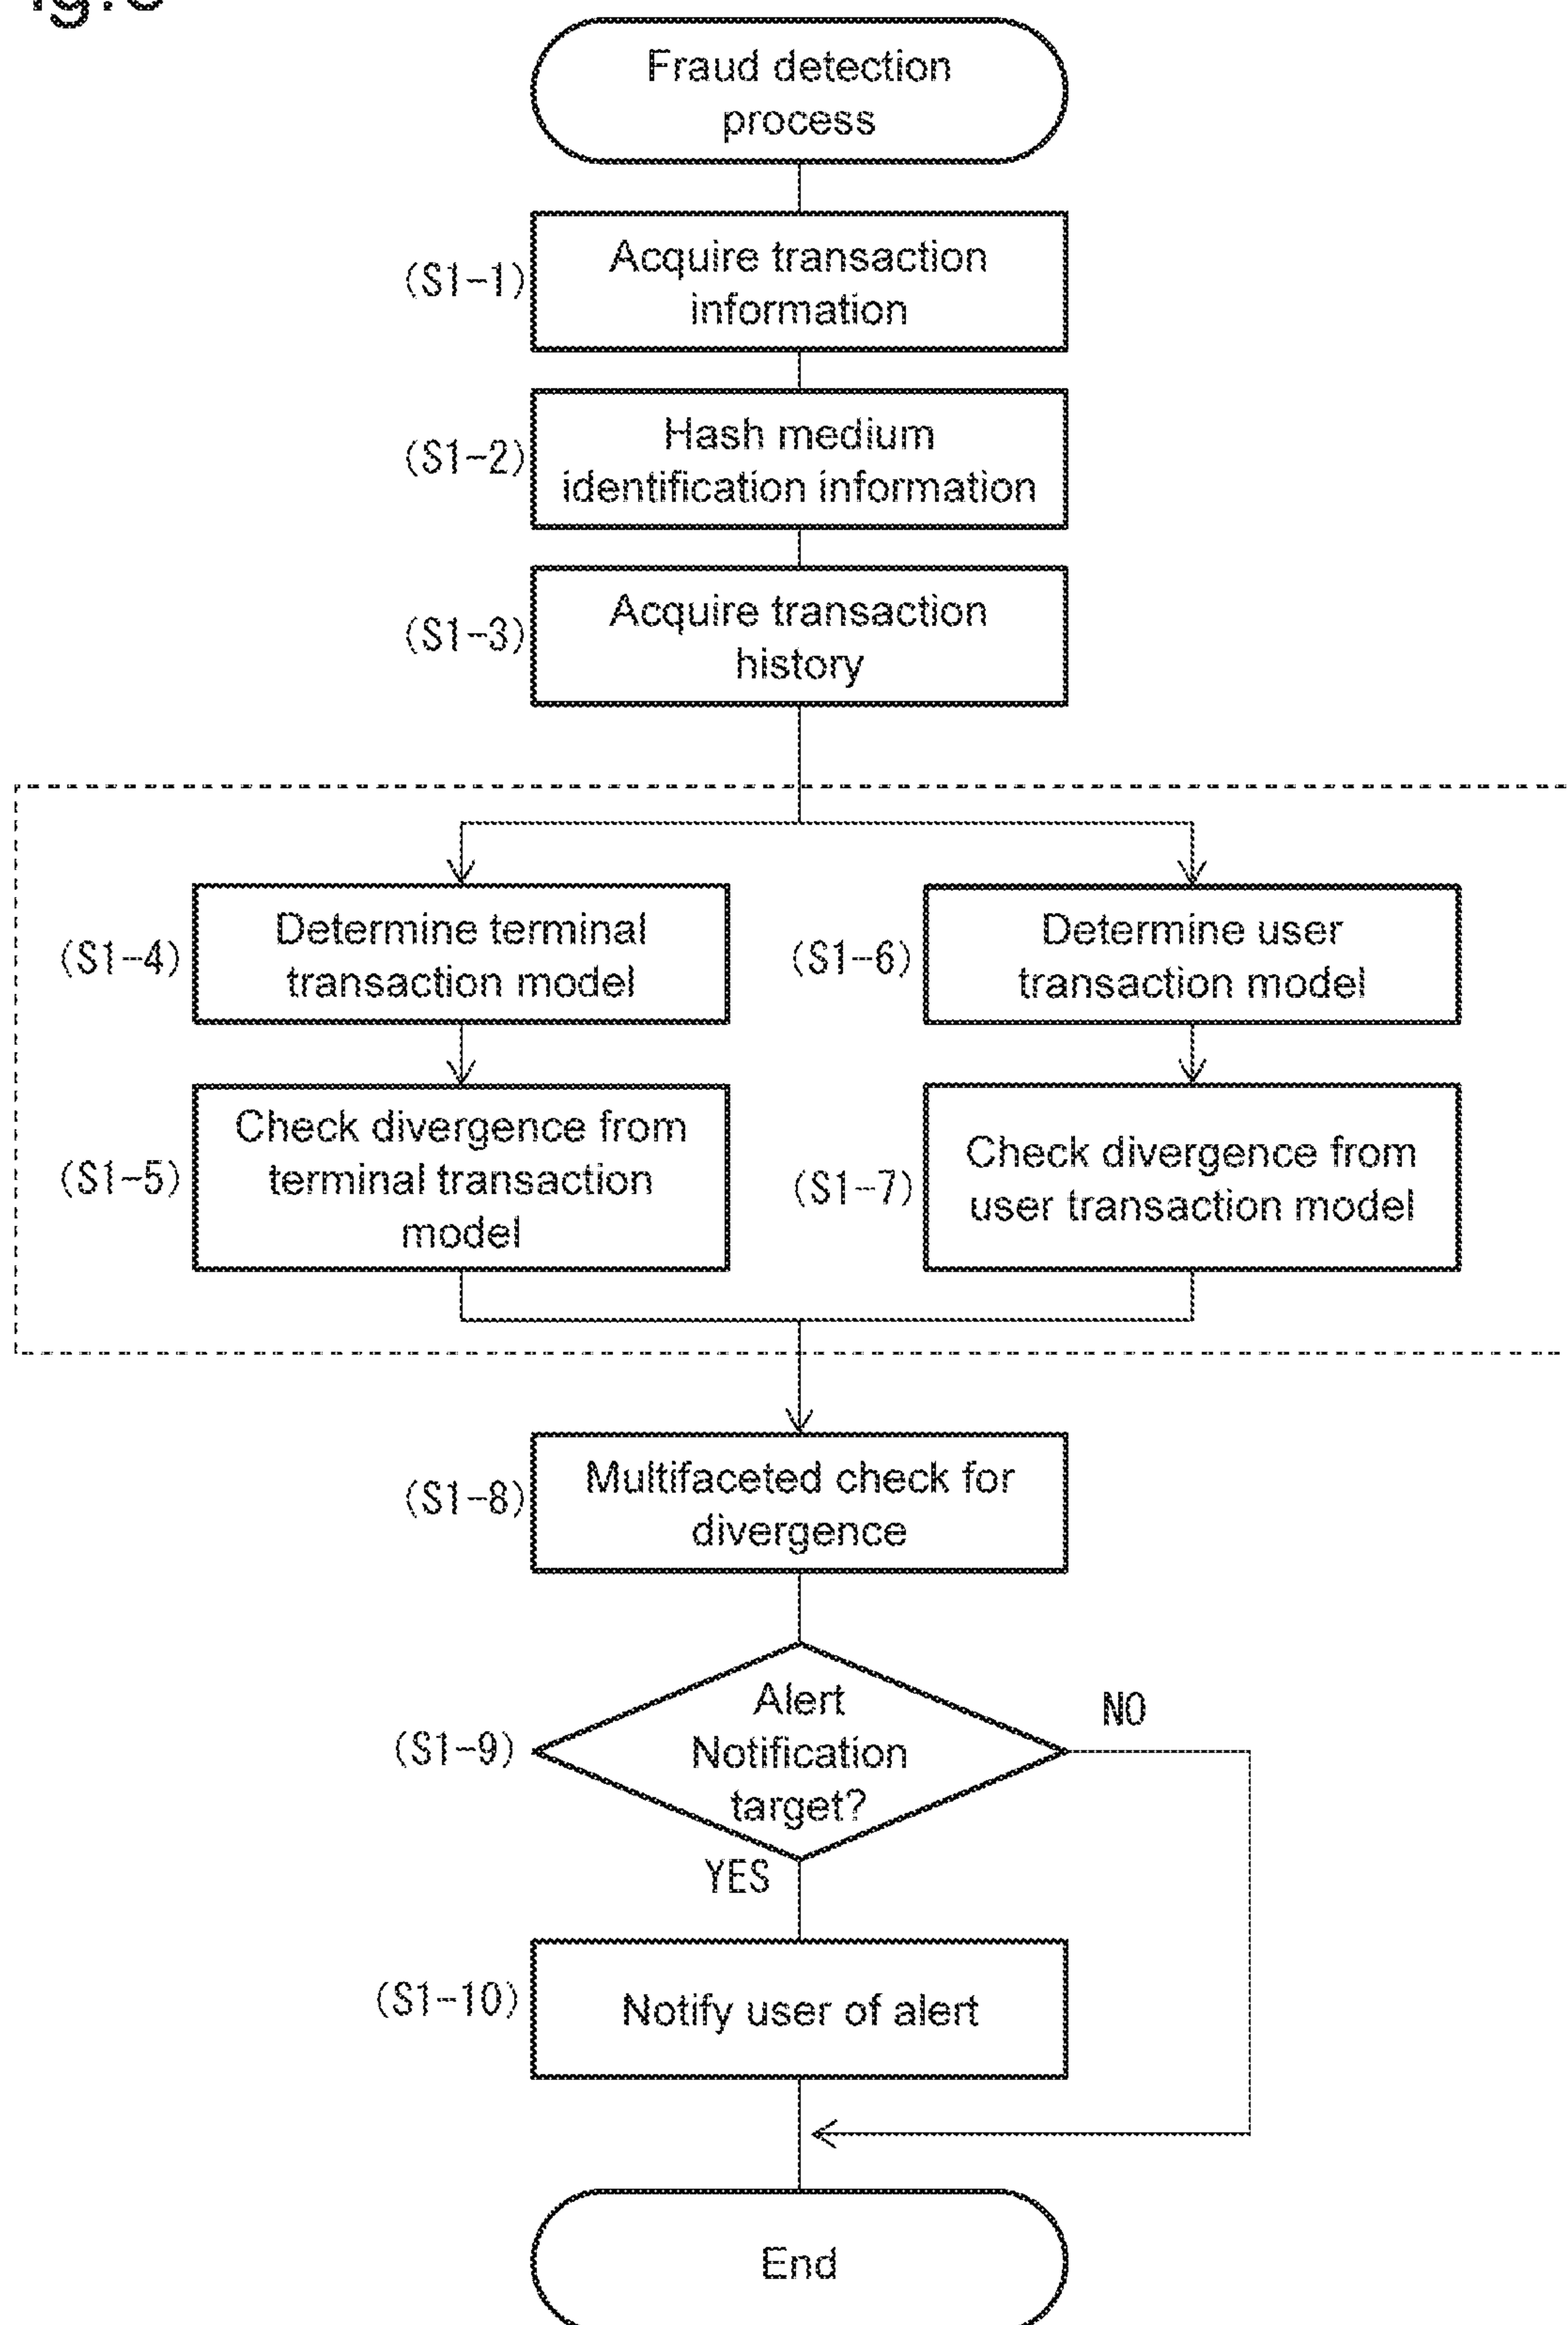 Fraud detection
process
(S1-1)
Acquire transaction
information
(S1-2)
Hash medium
identification information
(S1-3)
Acquire transaction
history
(S1-4)
Determine terminal
transaction model
(S1-6)
Determine user
transaction model
(S1-5)
Check divergence from
terminal transaction
model
(S1-7)
Check divergence from
user transaction model
(S1-8)
Multifaceted check for
divergence
(S1-9)
Alert
Notification
target?
NO
YES
(S1-10)
Notify user of alert
End